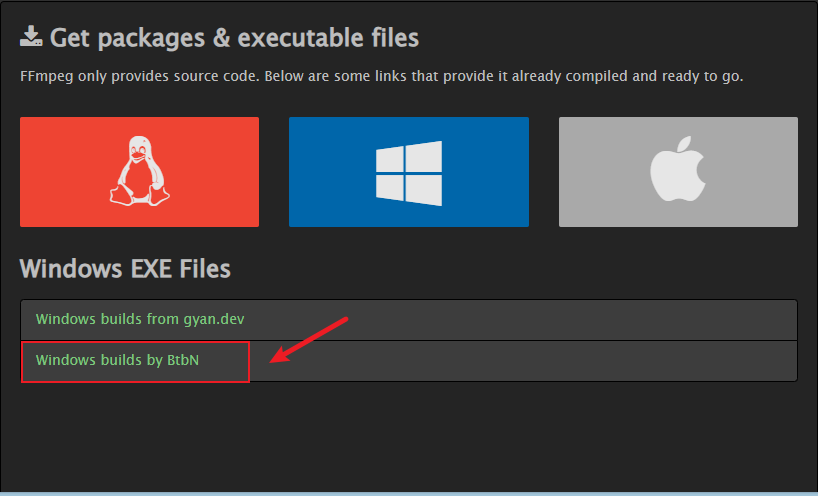 Get packages & executable files
FFmpeg only provides source code. Below are some links that provide it already compiled and ready to go.
Windows EXE Files
Windows builds from gyan.dev
Windows builds by BtbN